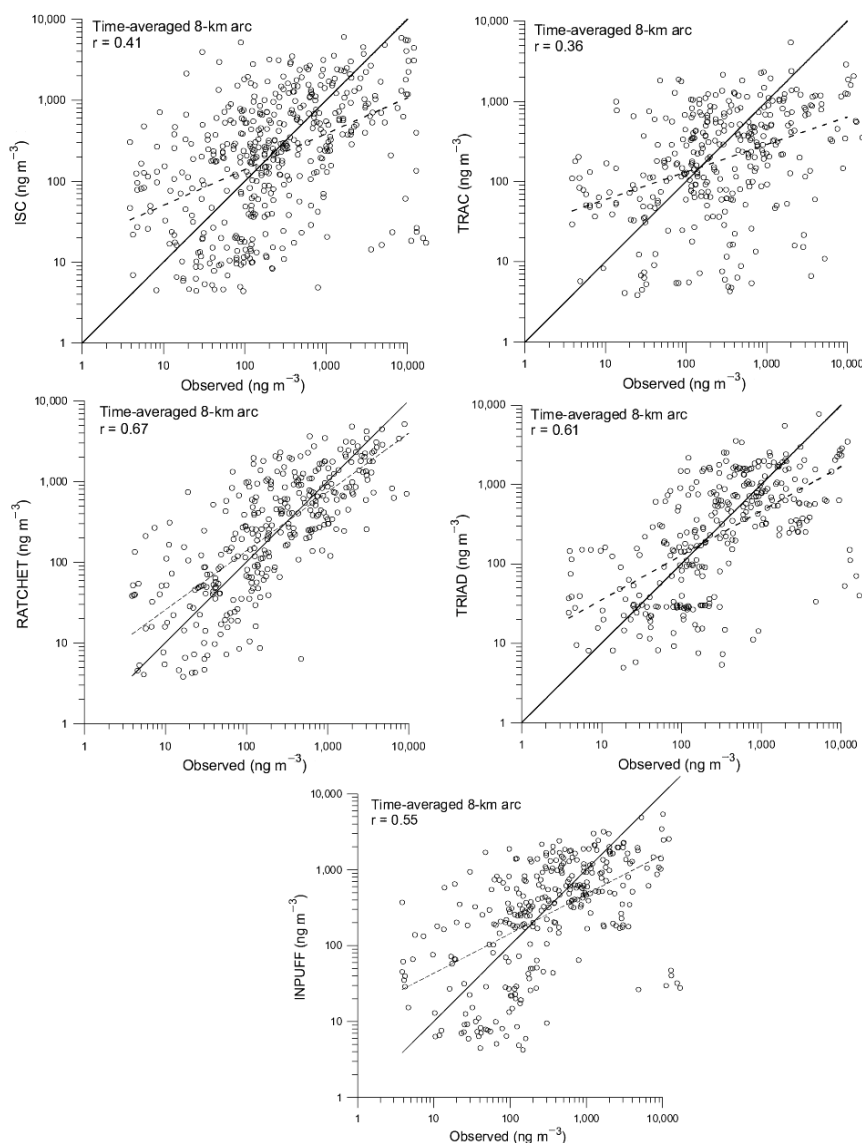 Time-averaged 8-km arc
r = 0.41
10,000
1,000
100
10
1
ISC (ng m⁻³)
1
10
100
1,000
10,000
Observed (ng m⁻³)
Time-averaged 8-km arc
r = 0.36
10,000
1,000
100
10
1
TRAC (ng m⁻³)
1
10
100
1,000
10,000
Observed (ng m⁻³)
Time-averaged 8-km arc
r = 0.67
10,000
1,000
100
10
1
RATCHET (ng m⁻³)
1
10
100
1,000
10,000
Observed (ng m⁻³)
Time-averaged 8-km arc
r = 0.61
10,000
1,000
100
10
1
TRIAD (ng m⁻³)
1
10
100
1,000
10,000
Observed (ng m⁻³)
Time-averaged 8-km arc
r = 0.55
10,000
1,000
100
10
1
INPUFF (ng m⁻³)
1
10
100
1,000
10,000
Observed (ng m⁻³)